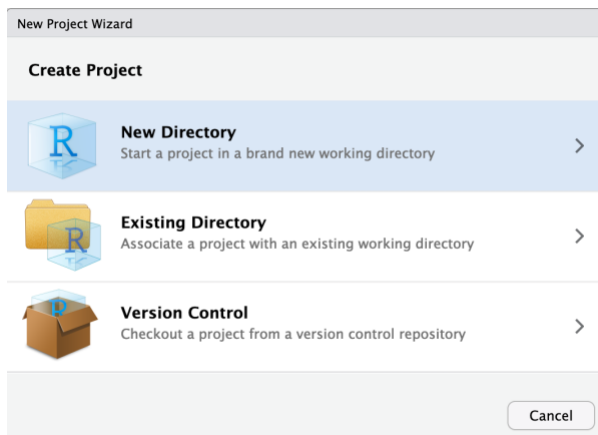 New Project Wizard
Create Project
R
New Directory
Start a project in a brand new working directory
R
Existing Directory
Associate a project with an existing working directory
R
Version Control
Checkout a project from a version control repository
Cancel